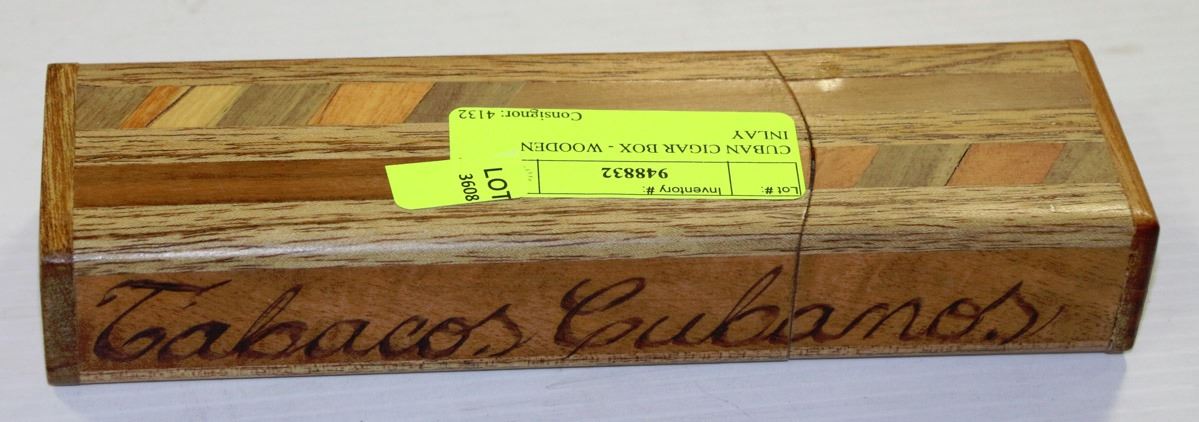 Lot #: Inventory #:
948832
CUBAN CIGAR BOX - WOODEN
INLAY
Consignor: 4132
LOT
3608
Tabacos Cubanos